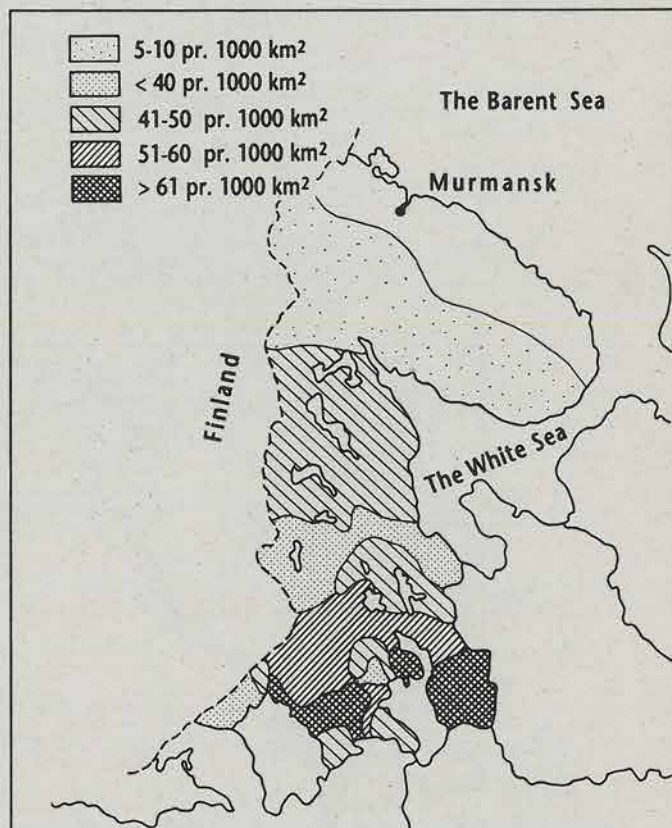 5-10 pr. 1000 km²
< 40 pr. 1000 km²
41-50 pr. 1000 km²
51-60 pr. 1000 km²
> 61 pr. 1000 km²
The Barent Sea
Murmansk
Finland
The White Sea